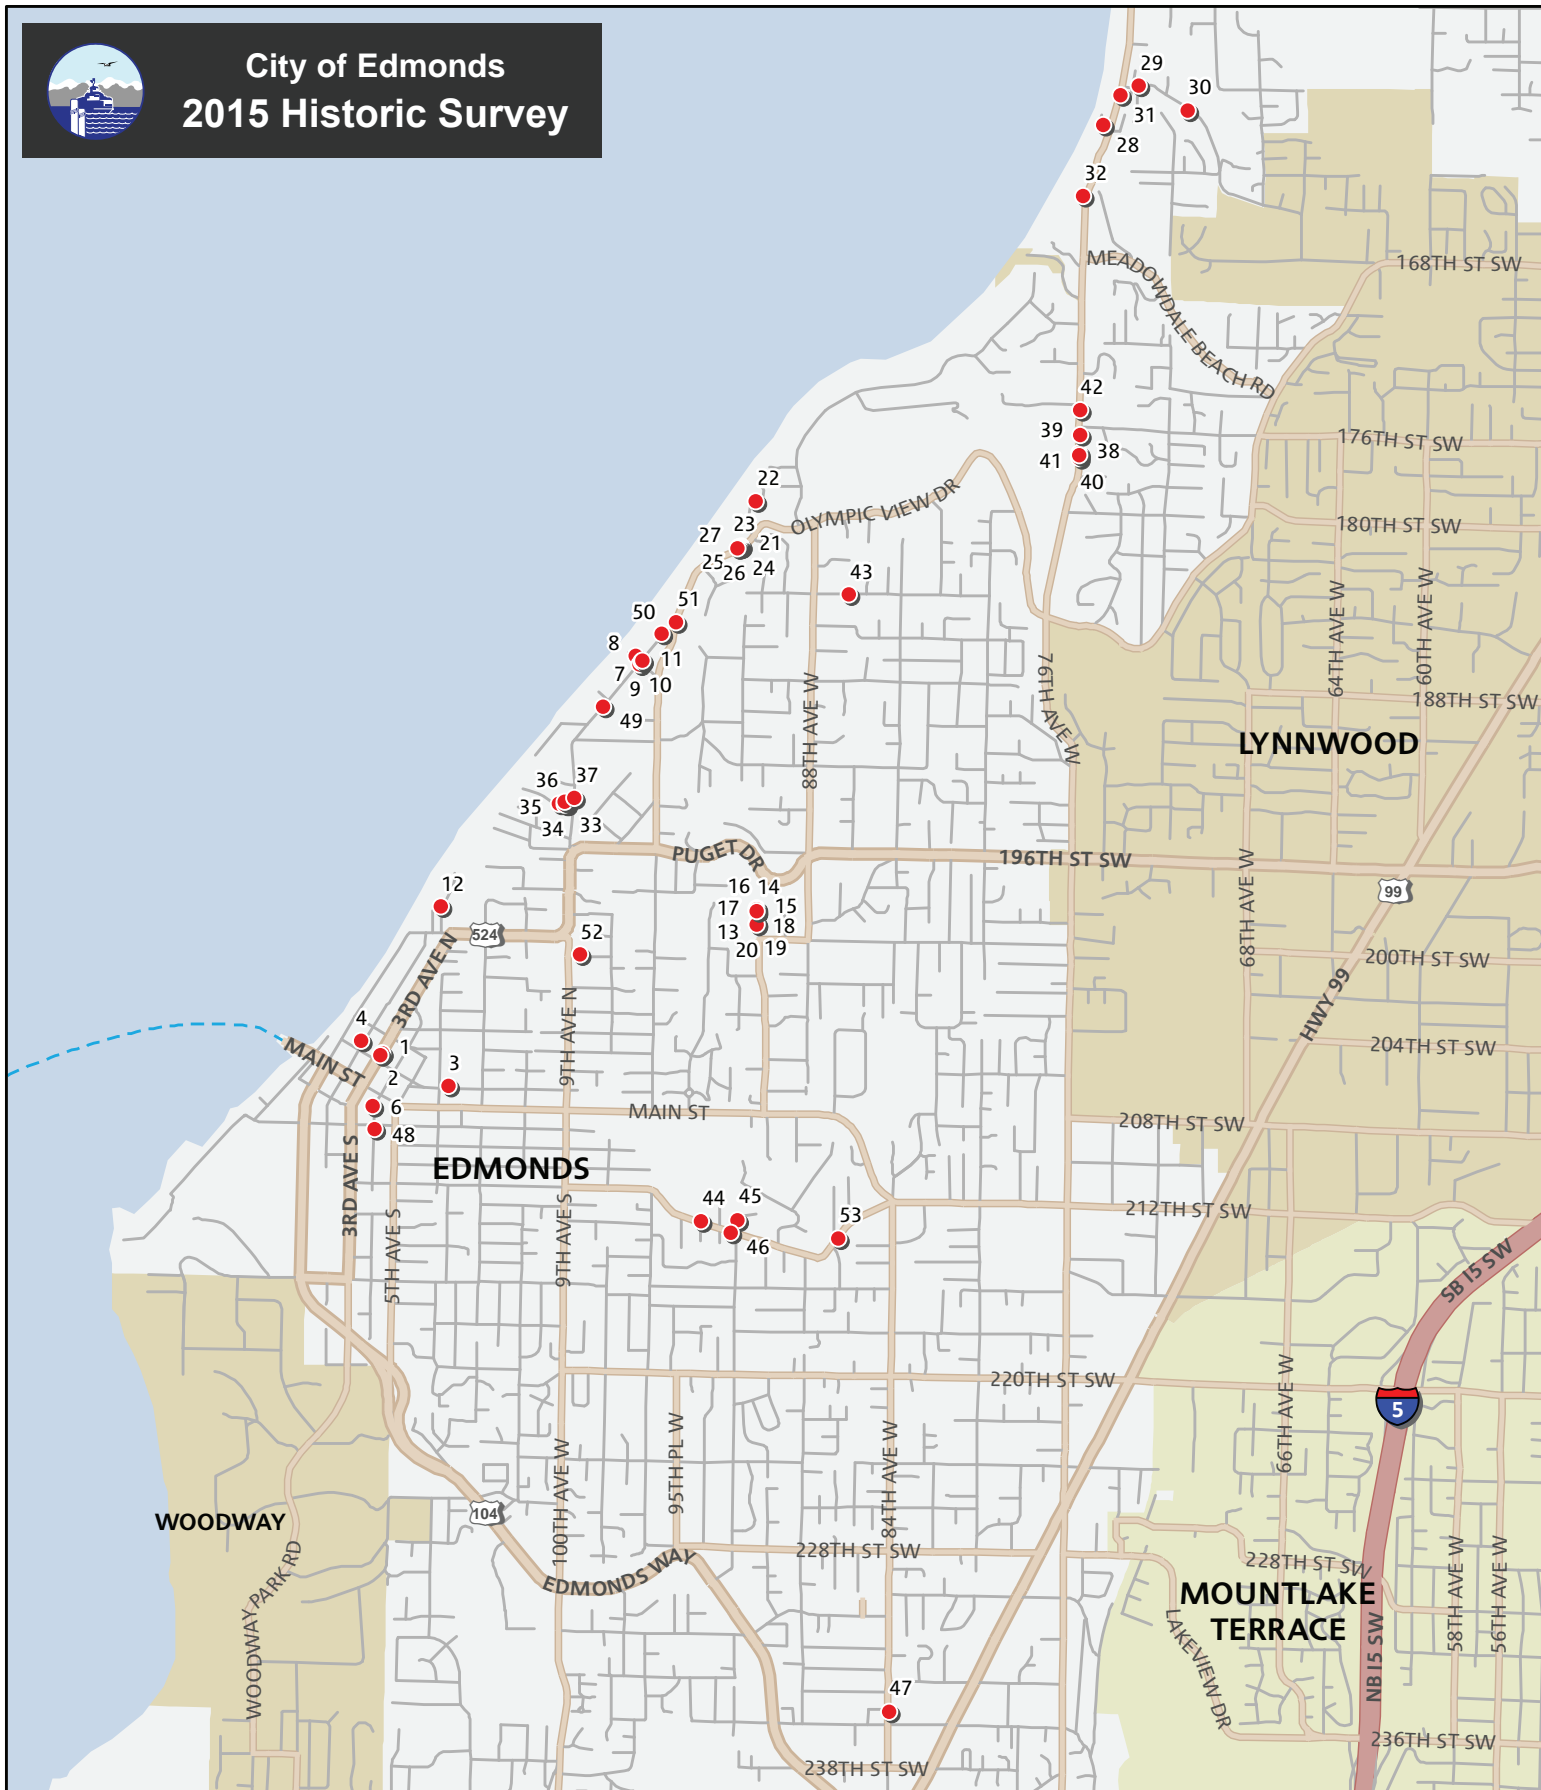 City of Edmonds
2015 Historic Survey
29
30
31
28
32
MEADOWDALE BEACH RD
168TH ST SW
42
39
38
41
40
176TH ST SW
22
OLYMPIC VIEW DR
23
27
21
25
26
24
180TH ST SW
43
64TH AVE W
60TH AVE W
51
50
8
11
7
9
10
49
76TH AVE W
88TH AVE W
188TH ST SW
LYNNWOOD
36
37
35
34
33
PUGET DR
196TH ST SW
99
12
16
14
17
15
13
18
20
19
524
52
68TH AVE W
200TH ST SW
3RD AVE N
HWY 99
4
1
2
3
MAIN ST
9TH AVE N
204TH ST SW
6
48
MAIN ST
208TH ST SW
EDMONDS
3RD AVE S
5TH AVE S
9TH AVE S
44
45
46
53
212TH ST SW
SB I5 SW
220TH ST SW
66TH AVE W
5
95TH PL W
84TH AVE W
100TH AVE W
104
WOODWAY
WOODWAY PARK RD
EDMONDS WAY
228TH ST SW
228TH ST SW
58TH AVE W
56TH AVE W
MOUNTLAKE
TERRACE
LAKEVIEW DR
NB I5 SW
47
236TH ST SW
238TH ST SW